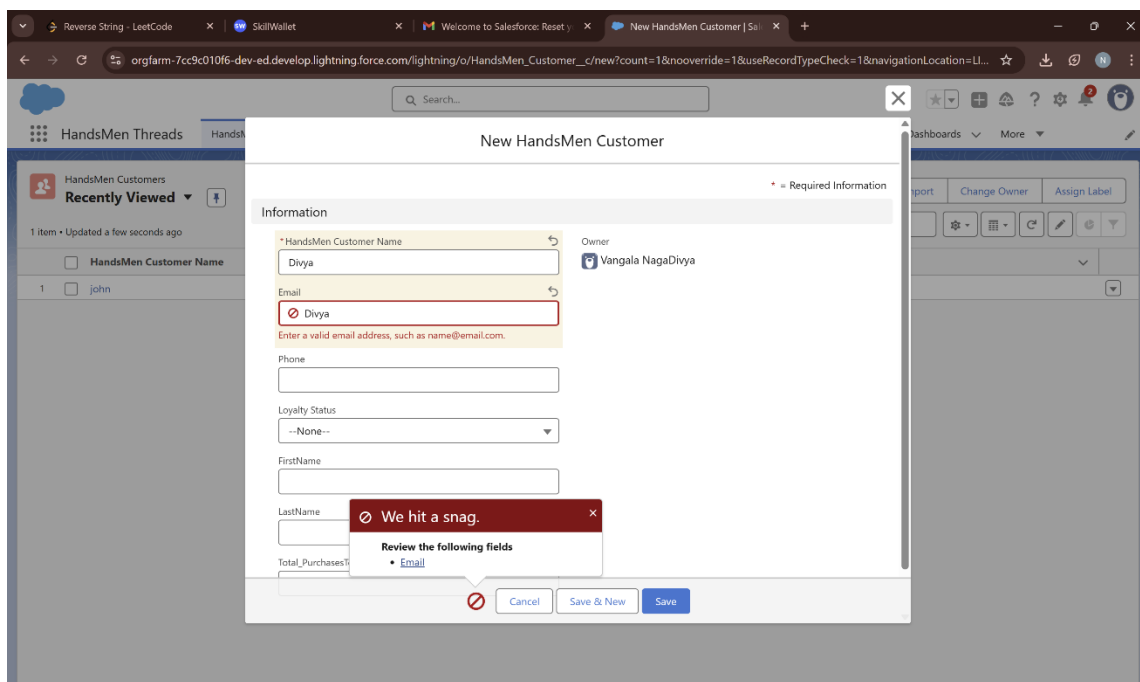 Reverse String - LeetCode
SkillWallet
Welcome to Salesforce: Reset y
New HandsMen Customer | Sal
orgfarm-7cc9c010f6-dev-ed.develop.lightning.force.com/lightning/o/HandsMen_Customer__c/new?count=1&nooverride=1&useRecordTypeCheck=1&navigationLocation=LI...
N
Search...
2
HandsMen Threads
HandsM
Dashboards
More
New HandsMen Customer
HandsMen Customers
Recently Viewed
port
Change Owner
Assign Label
* = Required Information
Information
1 item • Updated a few seconds ago
*HandsMen Customer Name
Divya
Owner
Vangala NagaDivya
HandsMen Customer Name
1
john
Email
Divya
Enter a valid email address, such as name@email.com.
Phone
Loyalty Status
--None--
FirstName
LastName
We hit a snag.
Review the following fields
• Email
Total_PurchasesT
Cancel
Save & New
Save